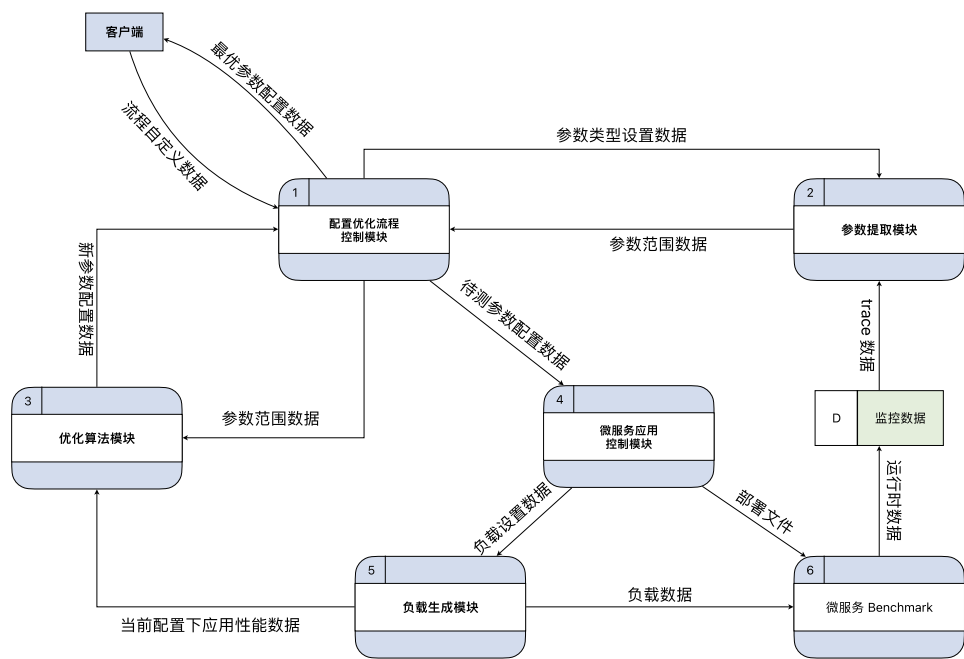 客户端
最优参数配置数据
流程自定义数据
参数类型设置数据
1
配置优化流程
控制模块
2
参数提取模块
参数范围数据
新参数配置数据
待测参数配置数据
trace 数据
3
优化算法模块
参数范围数据
4
微服务应用
控制模块
D
监控数据
负载设置数据
部署文件
运行时数据
5
负载生成模块
负载数据
6
微服务 Benchmark
当前配置下应用性能数据